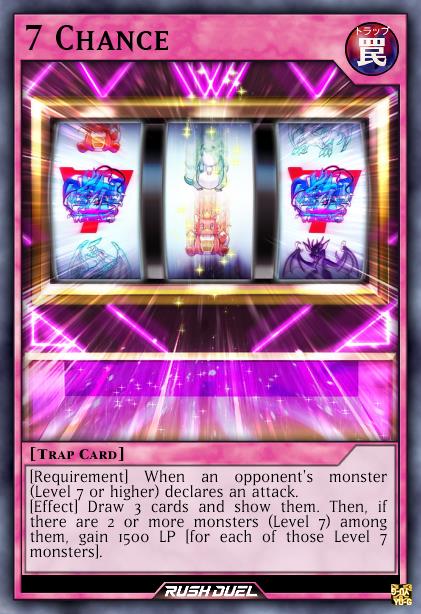 7 Chance
トラップ
罠
7 7
[Trap Card]
[Requirement] When an opponent's monster
(Level 7 or higher) declares an attack.
[Effect] Draw 3 cards and show them. Then, if
there are 2 or more monsters (Level 7) among
them, gain 1500 LP [for each of those Level 7
monsters].
RUSH DUEL